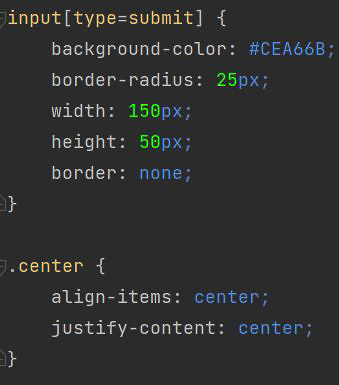 input[type=submit] {
    background-color: #CEA66B;
    border-radius: 25px;
    width: 150px;
    height: 50px;
    border: none;
}
.center {
    align-items: center;
    justify-content: center;
}